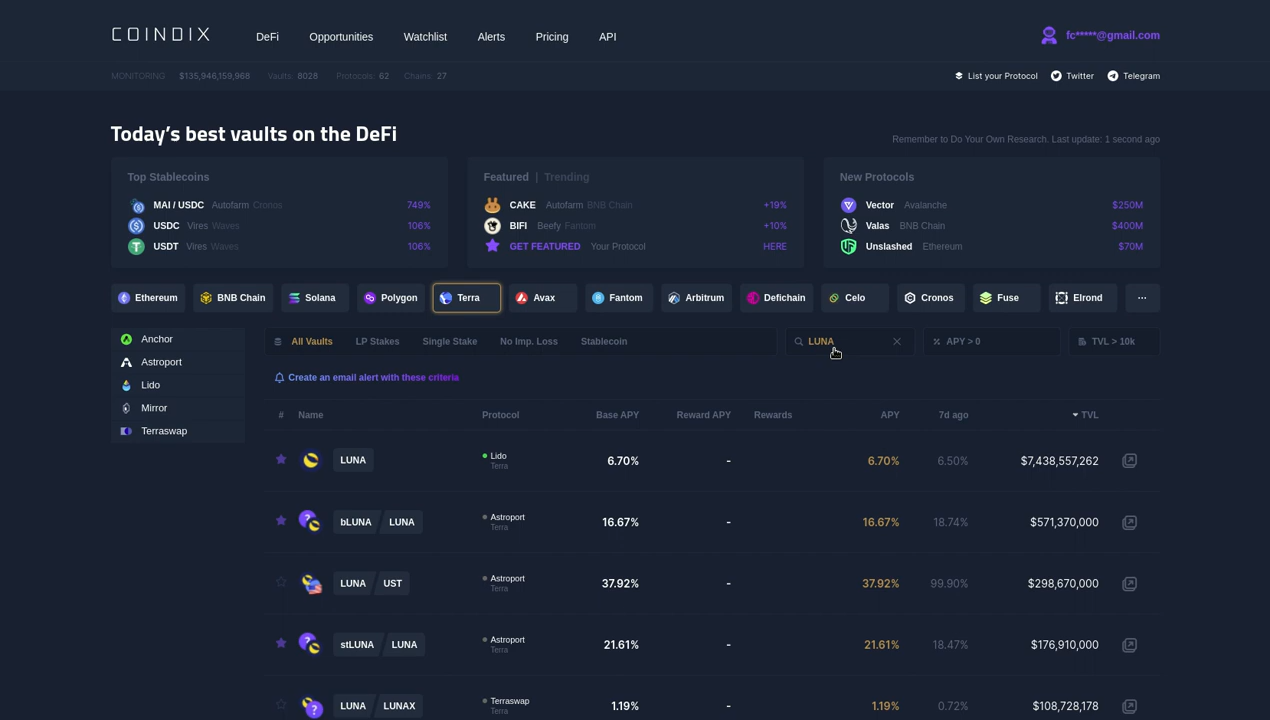 COINDIX DeFi Opportunities Watchlist Alerts Pricing API fc*****@gmail.com
MONITORING $135,946,159,968 Vaults: 8028 Protocols: 62 Chains: 27 List your Protocol Twitter Telegram
Today's best vaults on the DeFi
Remember to Do Your Own Research. Last update: 1 second ago
Top Stablecoins
MAI / USDC Autofarm Cronos 749%
USDC Vires Waves 106%
USDT Vires Waves 106%
Featured | Trending
CAKE Autofarm BNB Chain +19%
BIFI Beefy Fantom +10%
GET FEATURED Your Protocol HERE
New Protocols
Vector Avalanche $250M
Valas BNB Chain $400M
Unslashed Ethereum $70M
Ethereum BNB Chain Solana Polygon Terra Avax Fantom Arbitrum Defichain Celo Cronos Fuse Elrond ...
Anchor
Astroport
Lido
Mirror
Terraswap
All Vaults LP Stakes Single Stake No Imp. Loss Stablecoin LUNA APY > 0 TVL > 10k
Create an email alert with these criteria
# Name Protocol Base APY Reward APY Rewards APY 7d ago TVL
LUNA Lido Terra 6.70% - 6.70% 6.50% $7,438,557,262
bLUNA LUNA Astroport Terra 16.67% - 16.67% 18.74% $571,370,000
LUNA UST Astroport Terra 37.92% - 37.92% 99.90% $298,670,000
stLUNA LUNA Astroport Terra 21.61% - 21.61% 18.47% $176,910,000
LUNA LUNAX Terraswap Terra 1.19% - 1.19% 0.72% $108,728,178